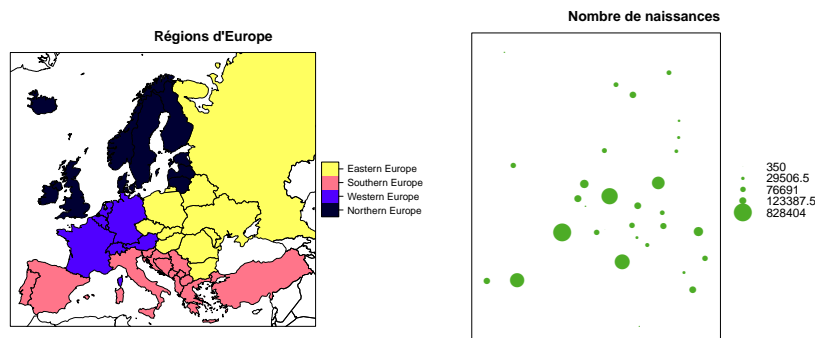 Régions d'Europe
Eastern Europe
Southern Europe
Western Europe
Northern Europe
Nombre de naissances
350
29506.5
76691
123387.5
828404